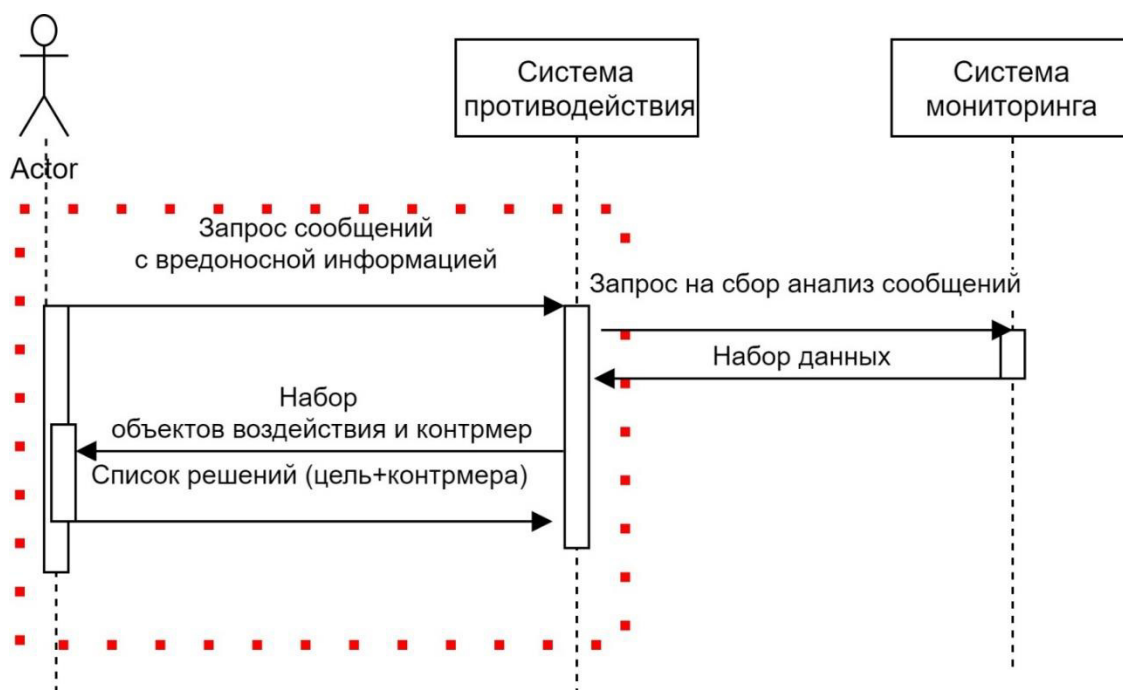 Система
противодействия
Система
мониторинга
Actor
Запрос сообщений
с вредоносной информацией
Запрос на сбор анализ сообщений
Набор данных
Набор
объектов воздействия и контрмер
Список решений (цель+контрмера)